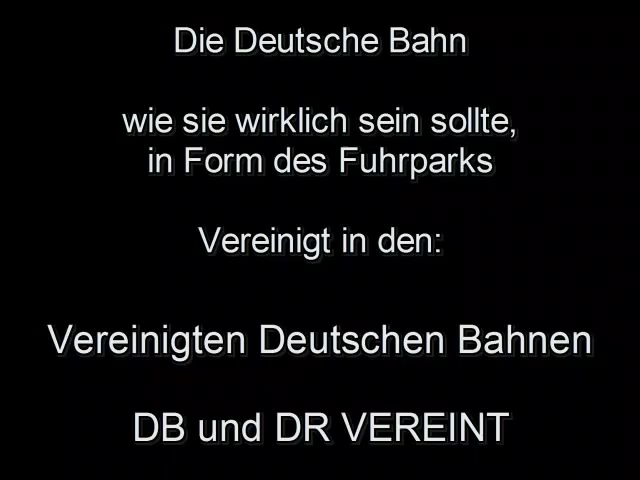 Die Deutsche Bahn
wie sie wirklich sein sollte,
in Form des Fuhrparks
Vereinigt in den:
Vereinigten Deutschen Bahnen
DB und DR VEREINT